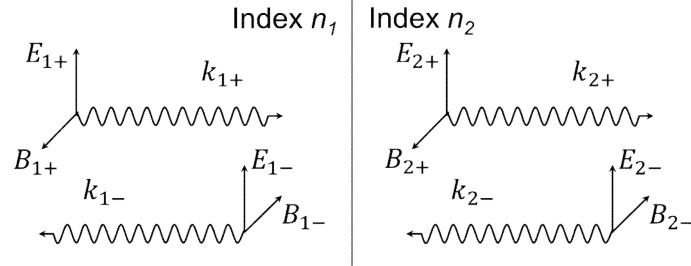 Index n₁
Index n₂
E₁₊
k₁₊
B₁₊
E₂₊
k₂₊
B₂₊
k₁₋
E₁₋
B₁₋
k₂₋
E₂₋
B₂₋